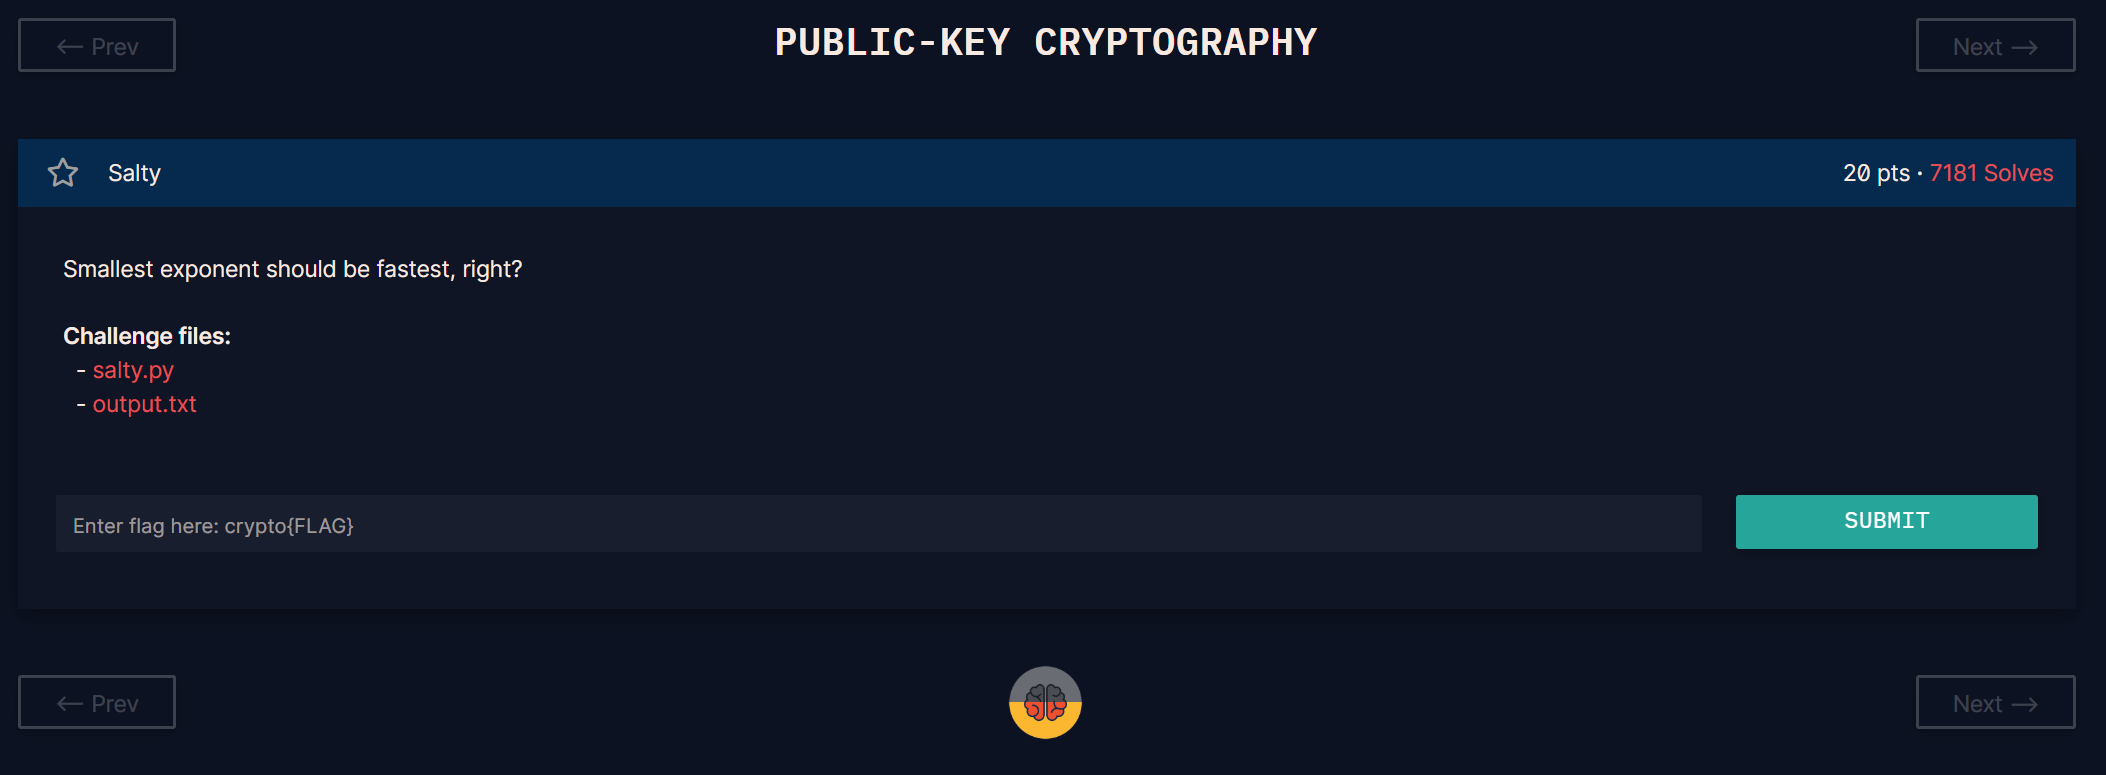 ← Prev
PUBLIC-KEY CRYPTOGRAPHY
Next →
Salty
20 pts · 7181 Solves
Smallest exponent should be fastest, right?
Challenge files:
- salty.py
- output.txt
Enter flag here: crypto{FLAG}
SUBMIT
← Prev
Next →